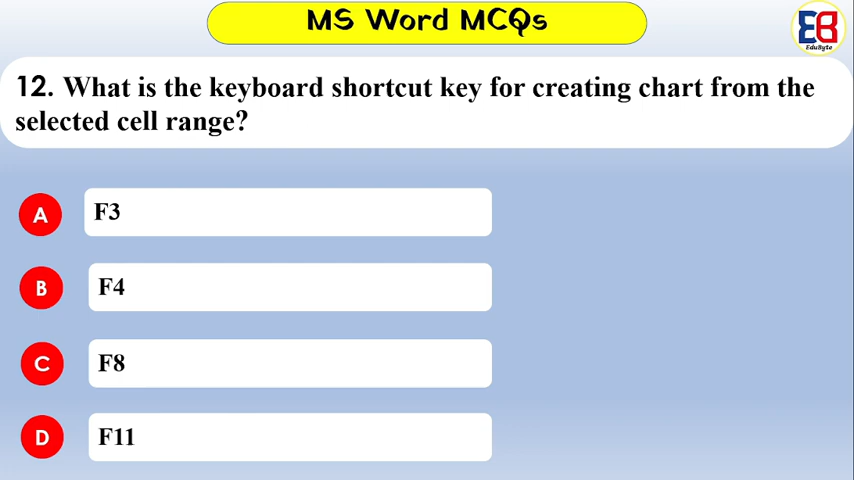 MS Word MCQs
EB
EduByte
12. What is the keyboard shortcut key for creating chart from the
selected cell range?
A
F3
B
F4
C
F8
D
F11